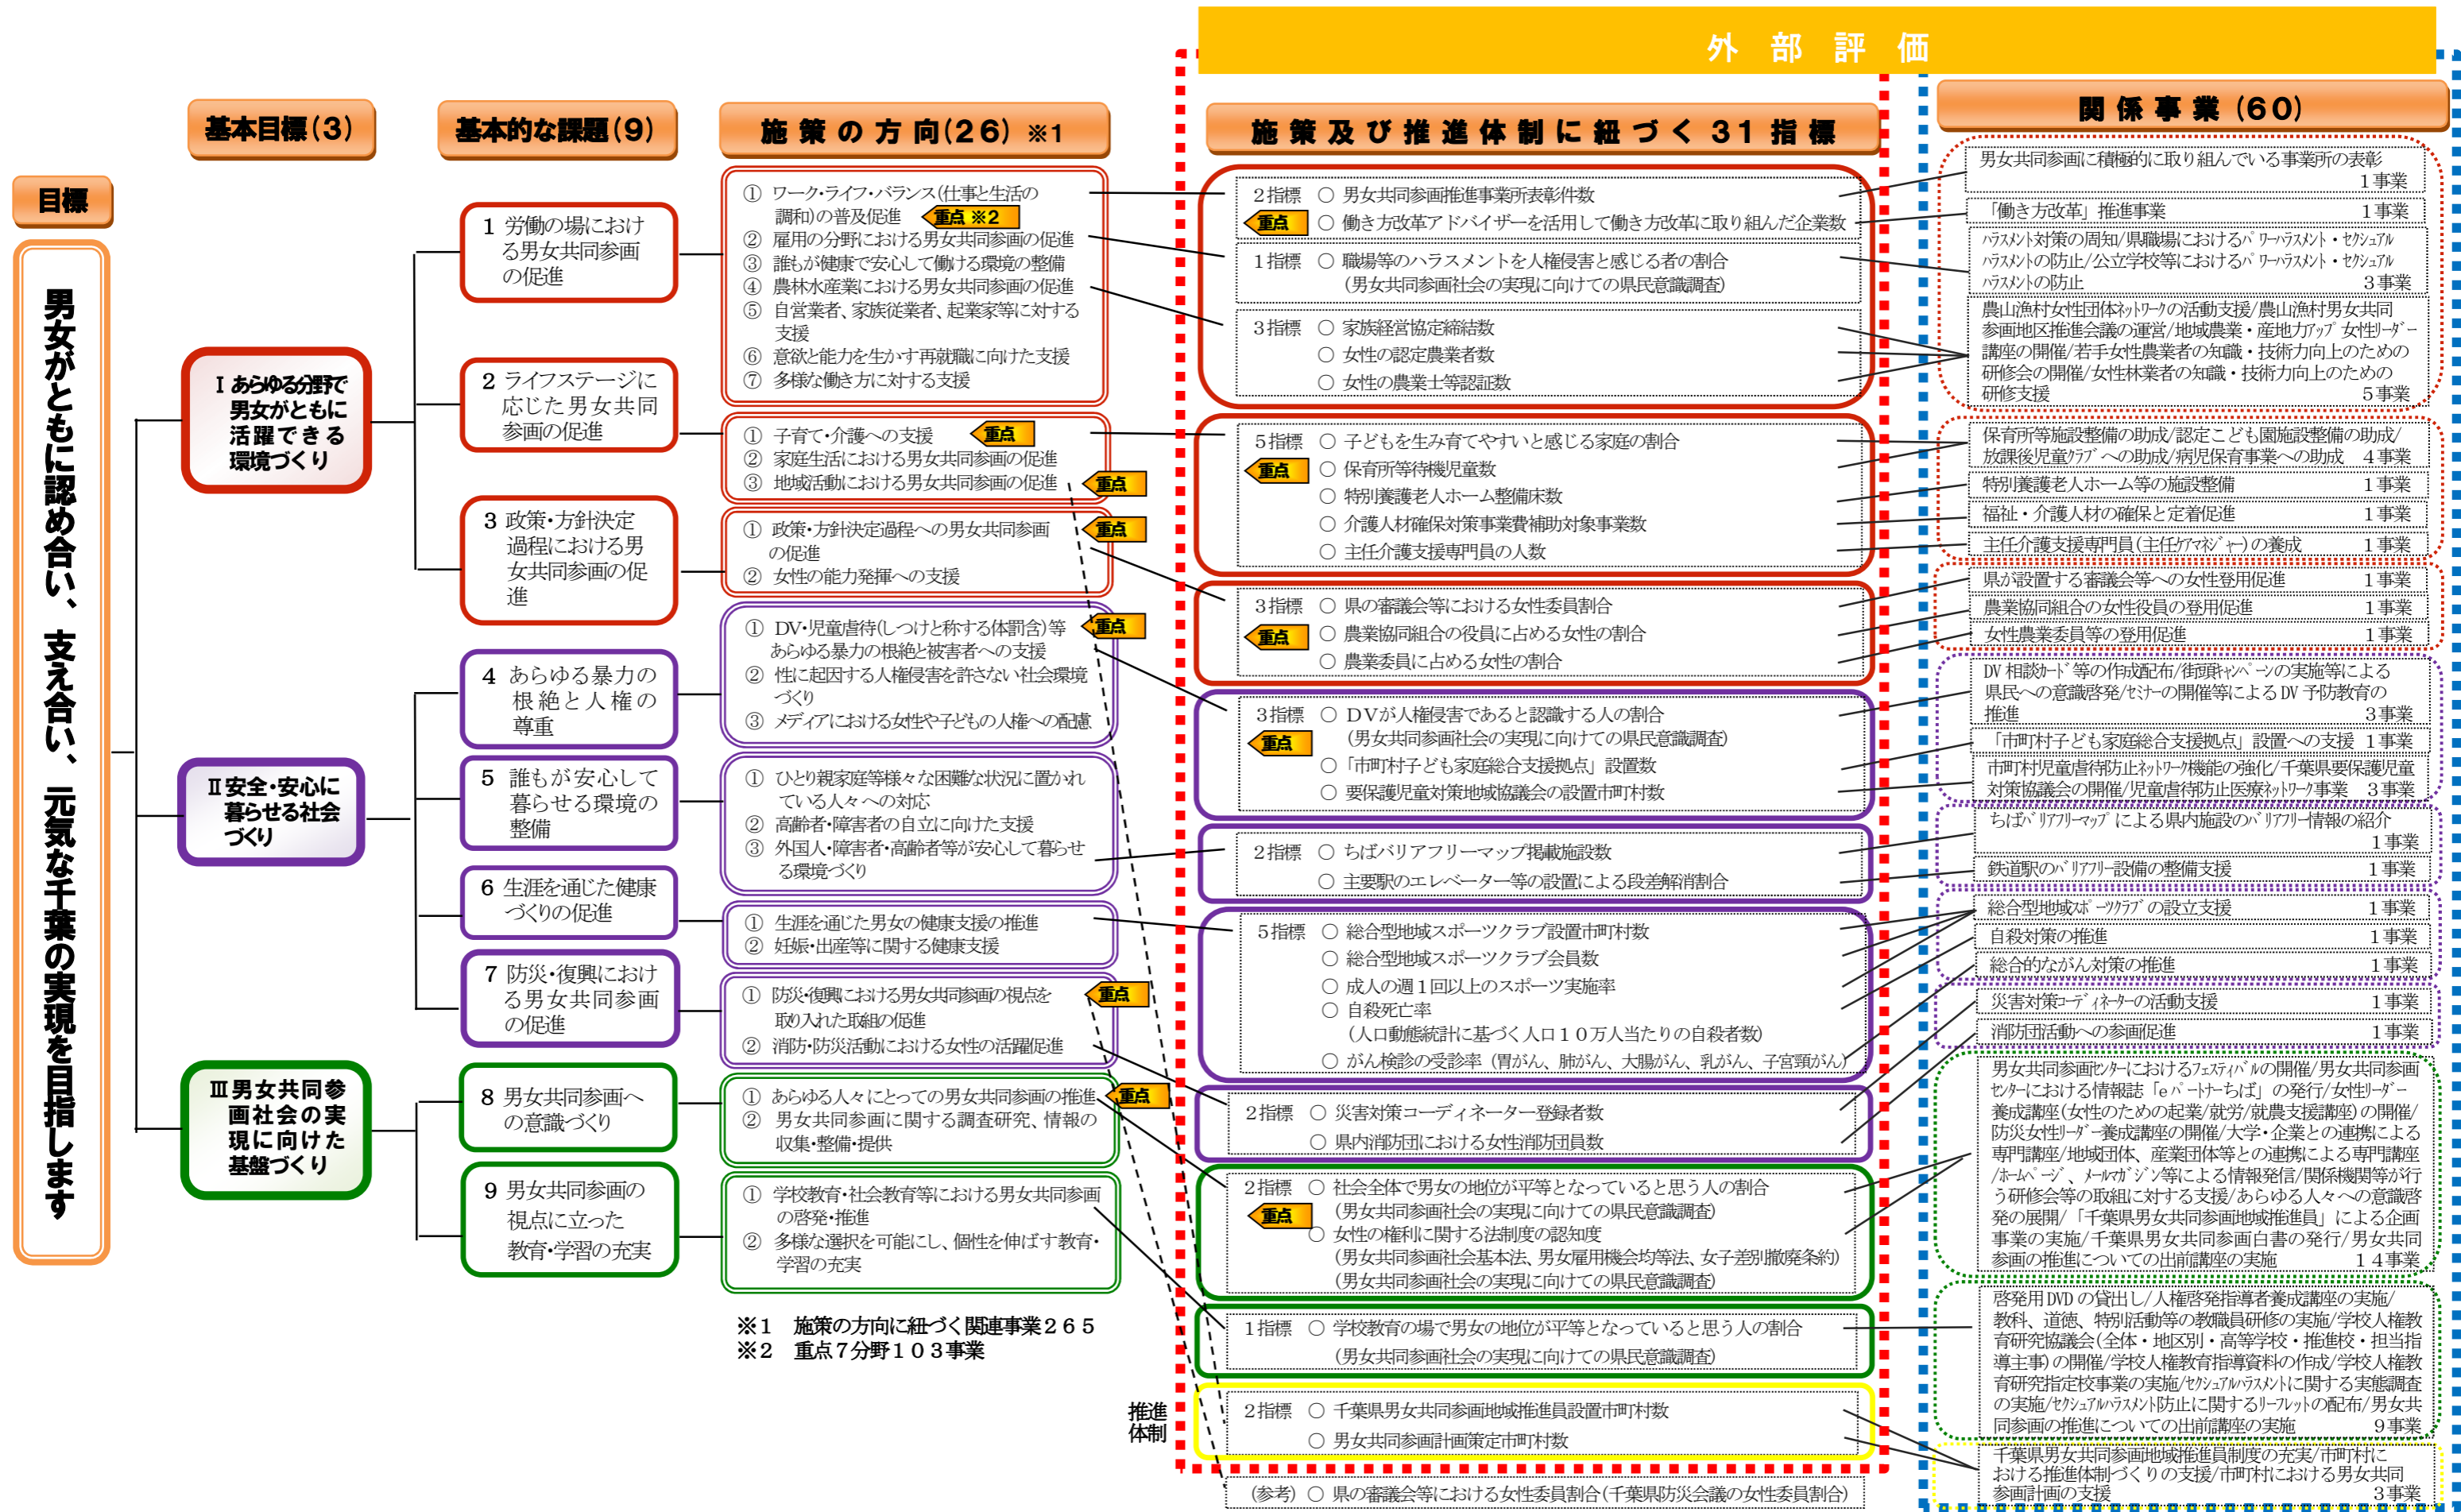 外部評価
目標
男女がともに認め合い、支え合い、元気な千葉の実現を目指します
基本目標(3)
Ⅰ あらゆる分野で
男女がともに
活躍できる
環境づくり
Ⅱ 安全・安心に
暮らせる社会
づくり
Ⅲ 男女共同参
画社会の実
現に向けた
基盤づくり
基本的な課題(9)
1 労働の場におけ
る男女共同参画
の促進
2 ライフステージに
応じた男女共同
参画の促進
3 政策・方針決定
過程における男
女共同参画の促
進
4 あらゆる暴力の
根絶と人権の
尊重
5 誰もが安心して
暮らせる環境の
整備
6 生涯を通じた健康
づくりの促進
7 防災・復興におけ
る男女共同参画
の促進
8 男女共同参画へ
の意識づくり
9 男女共同参画の
視点に立った
教育・学習の充実
施策の方向(26) ※1
① ワーク・ライフ・バランス(仕事と生活の
調和)の普及促進 重点 ※2
② 雇用の分野における男女共同参画の促進
③ 誰もが健康で安心して働ける環境の整備
④ 農林水産業における男女共同参画の促進
⑤ 自営業者、家族従業者、起業家等に対する
支援
⑥ 意欲と能力を生かす再就職に向けた支援
⑦ 多様な働き方に対する支援
① 子育て・介護への支援 重点
② 家庭生活における男女共同参画の促進
③ 地域活動における男女共同参画の促進 重点
① 政策・方針決定過程への男女共同参画 重点
の促進
② 女性の能力発揮への支援
① DV・児童虐待(しつけと称する体罰含)等 重点
あらゆる暴力の根絶と被害者への支援
② 性に起因する人権侵害を許さない社会環境
づくり
③ メディアにおける女性や子どもの人権への配慮
① ひとり親家庭等様々な困難な状況に置かれ
ている人々への対応
② 高齢者・障害者の自立に向けた支援
③ 外国人・障害者・高齢者等が安心して暮らせ
る環境づくり
① 生涯を通じた男女の健康支援の推進
② 妊娠・出産等に関する健康支援
① 防災・復興における男女共同参画の視点を 重点
取り入れた取組の促進
② 消防・防災活動における女性の活躍促進
① あらゆる人々にとっての男女共同参画の推進 重点
② 男女共同参画に関する調査研究、情報の
収集・整備・提供
① 学校教育・社会教育等における男女共同参画
の啓発・推進
② 多様な選択を可能にし、個性を伸ばす教育・
学習の充実
※1 施策の方向に紐づく関連事業265
※2 重点7分野103事業
施策及び推進体制に紐づく31指標
2指標 ○ 男女共同参画推進事業所表彰件数
重点 ○ 働き方改革アドバイザーを活用して働き方改革に取り組んだ企業数
1指標 ○ 職場等のハラスメントを人権侵害と感じる者の割合
(男女共同参画社会の実現に向けての県民意識調査)
3指標 ○ 家族経営協定締結数
○ 女性の認定農業者数
○ 女性の農業士等認証数
5指標 ○ 子どもを生み育てやすいと感じる家庭の割合
重点 ○ 保育所等待機児童数
○ 特別養護老人ホーム整備床数
○ 介護人材確保対策事業費補助対象事業数
○ 主任介護支援専門員の人数
3指標 ○ 県の審議会等における女性委員割合
重点 ○ 農業協同組合の役員に占める女性の割合
○ 農業委員に占める女性の割合
3指標 ○ DVが人権侵害であると認識する人の割合
重点 (男女共同参画社会の実現に向けての県民意識調査)
○「市町村子ども家庭総合支援拠点」設置数
○ 要保護児童対策地域協議会の設置市町村数
2指標 ○ ちばバリアフリーマップ掲載施設数
○ 主要駅のエレベーター等の設置による段差解消割合
5指標 ○ 総合型地域スポーツクラブ設置市町村数
○ 総合型地域スポーツクラブ会員数
○ 成人の週1回以上のスポーツ実施率
○ 自殺死亡率
(人口動態統計に基づく人口10万人当たりの自殺者数)
○ がん検診の受診率 (胃がん、肺がん、大腸がん、乳がん、子宮頸がん)
2指標 ○ 災害対策コーディネーター登録者数
○ 県内消防団における女性消防団員数
2指標 ○ 社会全体で男女の地位が平等となっていると思う人の割合
重点 (男女共同参画社会の実現に向けての県民意識調査)
○ 女性の権利に関する法制度の認知度
(男女共同参画社会基本法、男女雇用機会均等法、女子差別撤廃条約)
(男女共同参画社会の実現に向けての県民意識調査)
1指標 ○ 学校教育の場で男女の地位が平等となっていると思う人の割合
(男女共同参画社会の実現に向けての県民意識調査)
推進
体制
2指標 ○ 千葉県男女共同参画地域推進員設置市町村数
○ 男女共同参画計画策定市町村数
(参考) ○ 県の審議会等における女性委員割合(千葉県防災会議の女性委員割合)
関係事業(60)
男女共同参画に積極的に取り組んでいる事業所の表彰
1事業
「働き方改革」推進事業 1事業
ハラスメント対策の周知/県職場におけるパワーハラスメント・セクシュアル
ハラスメントの防止/公立学校等におけるパワーハラスメント・セクシュアル
ハラスメントの防止 3事業
農山漁村女性団体ネットワークの活動支援/農山漁村男女共同
参画地区推進会議の運営/地域農業・産地力アップ女性リーダー
講座の開催/若手女性農業者の知識・技術力向上のための
研修会の開催/女性林業者の知識・技術力向上のための
研修支援 5事業
保育所等施設整備の助成/認定こども園施設整備の助成/
放課後児童クラブへの助成/病児保育事業への助成 4事業
特別養護老人ホーム等の施設整備 1事業
福祉・介護人材の確保と定着促進 1事業
主任介護支援専門員(主任ケアマネジャー)の養成 1事業
県が設置する審議会等への女性登用促進 1事業
農業協同組合の女性役員の登用促進 1事業
女性農業委員等の登用促進 1事業
DV 相談カード等の作成配布/街頭キャンペーンの実施等による
県民への意識啓発/セミナーの開催等による DV 予防教育の
推進 3事業
「市町村子ども家庭総合支援拠点」設置への支援 1事業
市町村児童虐待防止ネットワーク機能の強化/千葉県要保護児童
対策協議会の開催/児童虐待防止医療ネットワーク事業 3事業
ちばバリアフリーマップによる県内施設のバリアフリー情報の紹介
1事業
鉄道駅のバリアフリー設備の整備支援 1事業
総合型地域スポーツクラブの設立支援 1事業
自殺対策の推進 1事業
総合的ながん対策の推進 1事業
災害対策コーディネーターの活動支援 1事業
消防団活動への参画促進 1事業
男女共同参画センターにおけるフェスティバルの開催/男女共同参画
センターにおける情報誌「eパートナーちば」の発行/女性リーダー
養成講座(女性のための起業/就労/就農支援講座)の開催/
防災女性リーダー養成講座の開催/大学・企業との連携による
専門講座/地域団体、産業団体等との連携による専門講座
/ホームページ、メールマガジン等による情報発信/関係機関等が行
う研修会等の取組に対する支援/あらゆる人々への意識啓
発の展開/「千葉県男女共同参画地域推進員」による企画
事業の実施/千葉県男女共同参画白書の発行/男女共同
参画の推進についての出前講座の実施 14事業
啓発用 DVD の貸出し/人権啓発指導者養成講座の実施/
教科、道徳、特別活動等の教職員研修の実施/学校人権教
育研究協議会(全体・地区別・高等学校・推進校・担当指
導主事)の開催/学校人権教育指導資料の作成/学校人権教
育研究指定校事業の実施/セクシュアルハラスメントに関する実態調査
の実施/セクシュアルハラスメント防止に関するリーフレットの配布/男女共
同参画の推進についての出前講座の実施 9事業
千葉県男女共同参画地域推進員制度の充実/市町村に
おける推進体制づくりの支援/市町村における男女共同
参画計画の支援 3事業